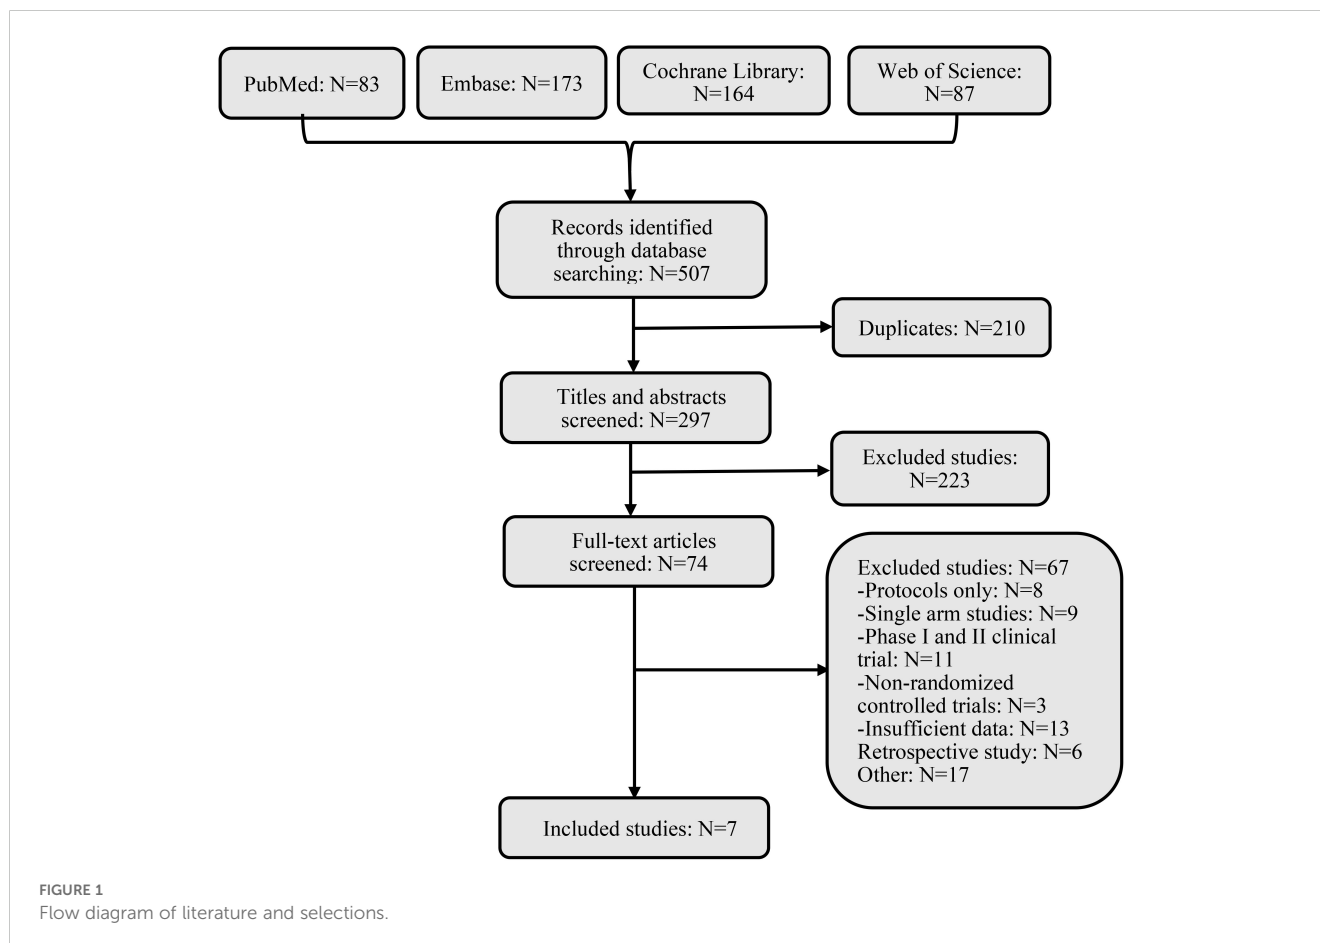 PubMed: N=83
Embase: N=173
Cochrane Library:
N=164
Web of Science:
N=87
Records identified
through database
searching: N=507
Duplicates: N=210
Titles and abstracts
screened: N=297
Excluded studies:
N=223
Full-text articles
screened: N=74
Excluded studies: N=67
-Protocols only: N=8
-Single arm studies: N=9
-Phase I and II clinical
trial: N=11
-Non-randomized
controlled trials: N=3
-Insufficient data: N=13
Retrospective study: N=6
Other: N=17
Included studies: N=7
FIGURE 1
Flow diagram of literature and selections.